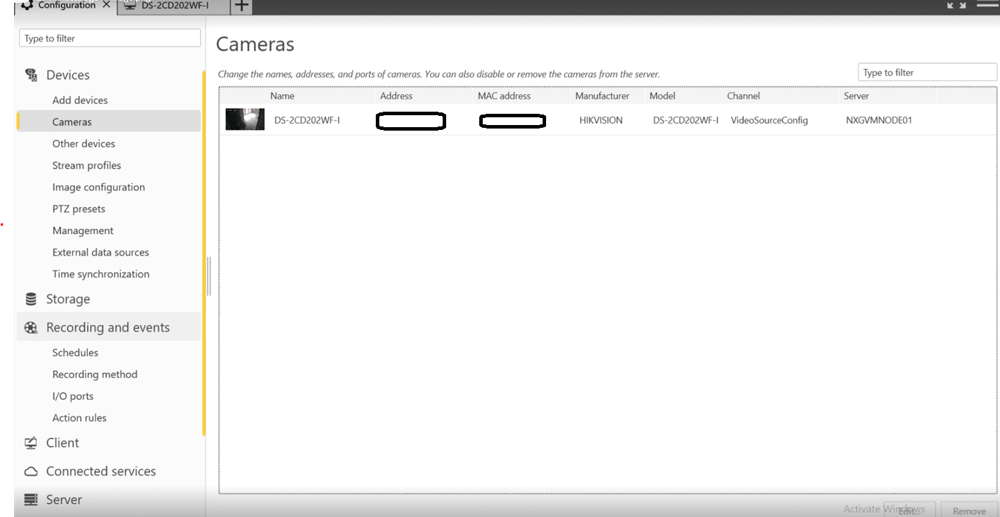 Configuration
DS-2CD202WF-I
Type to filter
Devices
Add devices
Cameras
Other devices
Stream profiles
Image configuration
PTZ presets
Management
External data sources
Time synchronization
Storage
Recording and events
Schedules
Recording method
I/O ports
Action rules
Client
Connected services
Server
Cameras
Change the names, addresses, and ports of cameras. You can also disable or remove the cameras from the server.
Type to filter
Name Address MAC address Manufacturer Model Channel Server
DS-2CD202WF-I HIKVISION DS-2CD202WF-I VideoSourceConfig NXGVMNODE01
Activate Windows
Edit...
Remove